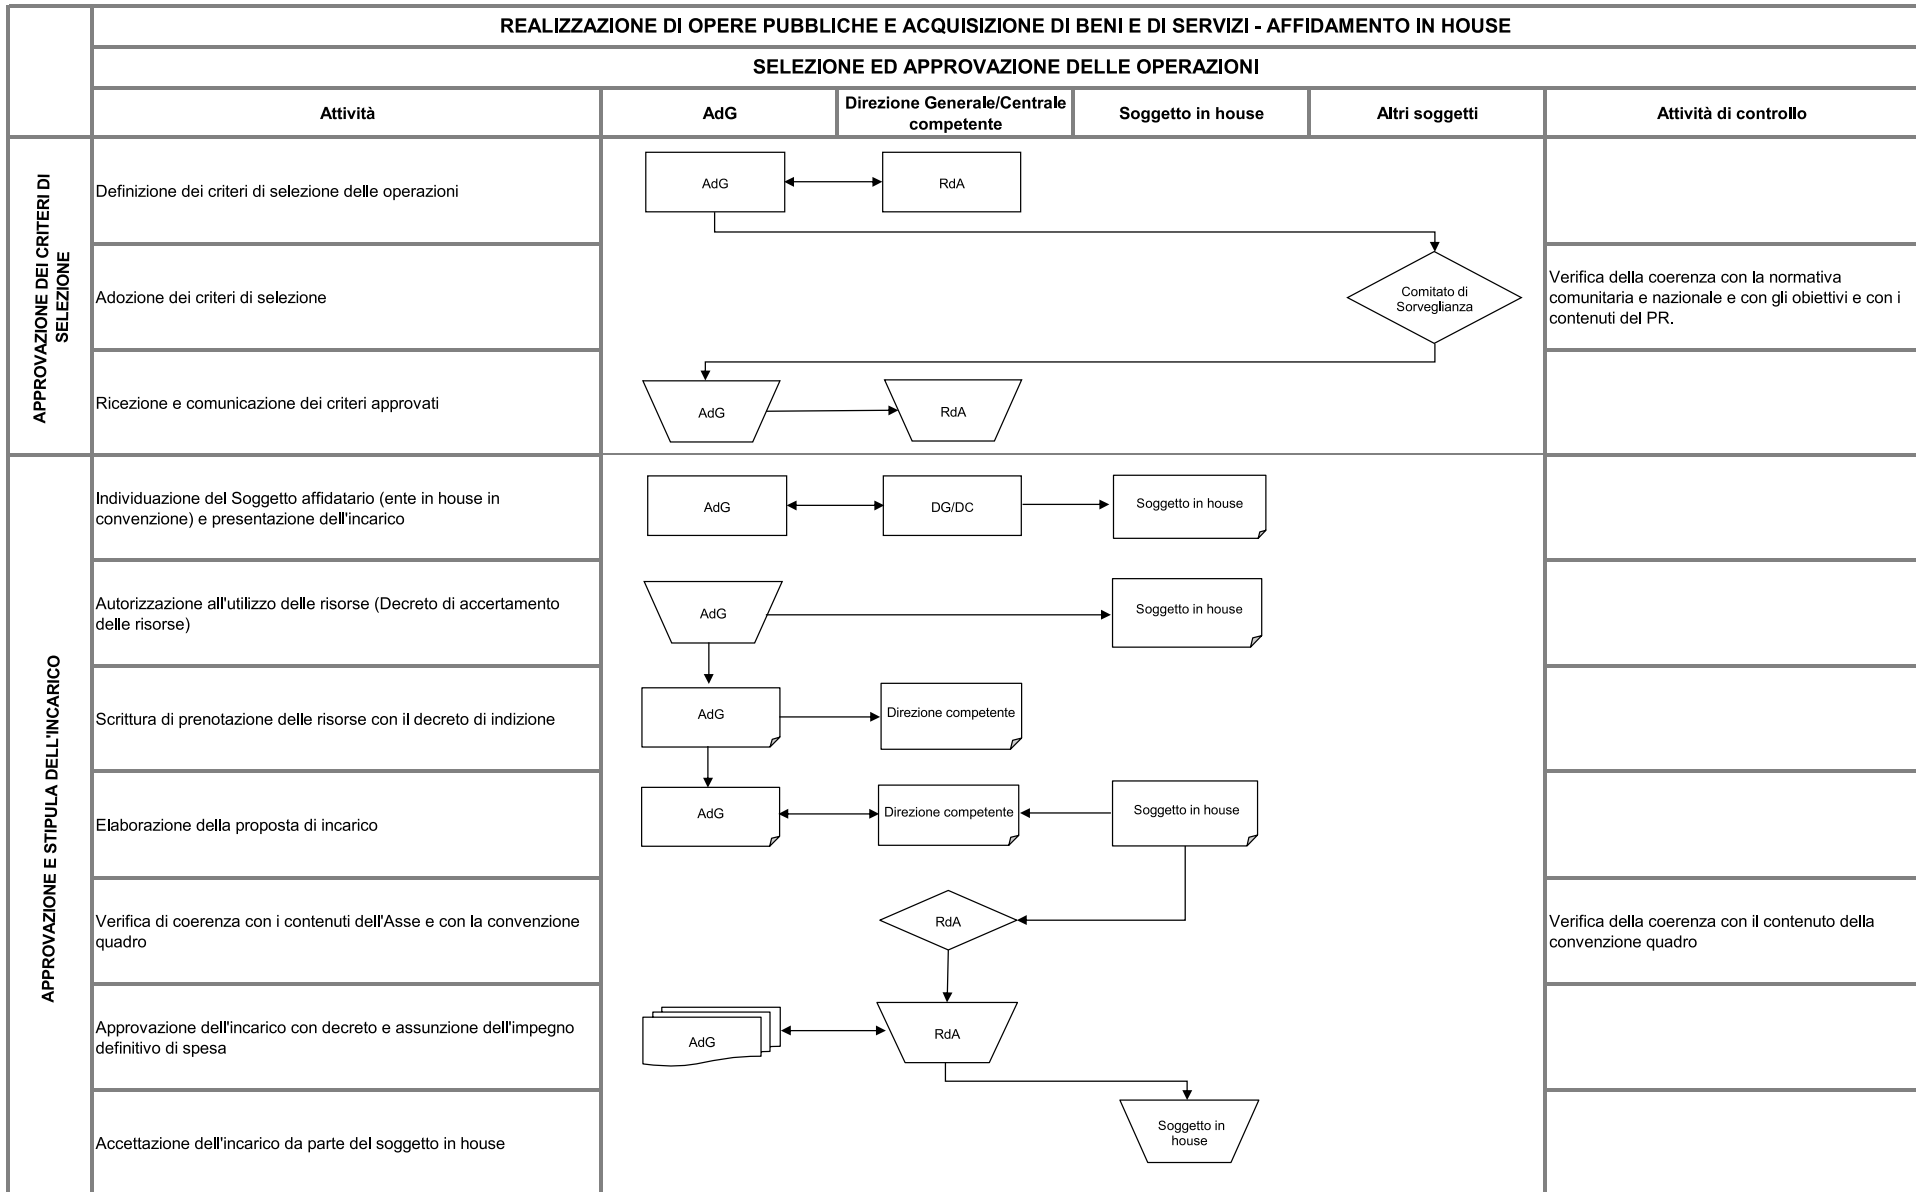 REALIZZAZIONE DI OPERE PUBBLICHE E ACQUISIZIONE DI BENI E DI SERVIZI - AFFIDAMENTO IN HOUSE
SELEZIONE ED APPROVAZIONE DELLE OPERAZIONI
Attività
AdG
Direzione Generale/Centrale
competente
Soggetto in house
Altri soggetti
Attività di controllo
APPROVAZIONE DEI CRITERI DI
SELEZIONE
Definizione dei criteri di selezione delle operazioni
AdG
RdA
Adozione dei criteri di selezione
Comitato di
Sorveglianza
Verifica della coerenza con la normativa
comunitaria e nazionale e con gli obiettivi e con i
contenuti del PR.
Ricezione e comunicazione dei criteri approvati
AdG
RdA
APPROVAZIONE E STIPULA DELL'INCARICO
Individuazione del Soggetto affidatario (ente in house in
convenzione) e presentazione dell'incarico
AdG
DG/DC
Soggetto in house
Autorizzazione all'utilizzo delle risorse (Decreto di accertamento
delle risorse)
AdG
Soggetto in house
Scrittura di prenotazione delle risorse con il decreto di indizione
AdG
Direzione competente
Elaborazione della proposta di incarico
AdG
Direzione competente
Soggetto in house
Verifica di coerenza con i contenuti dell'Asse e con la convenzione
quadro
RdA
Verifica della coerenza con il contenuto della
convenzione quadro
Approvazione dell'incarico con decreto e assunzione dell'impegno
definitivo di spesa
AdG
RdA
Accettazione dell'incarico da parte del soggetto in house
Soggetto in
house